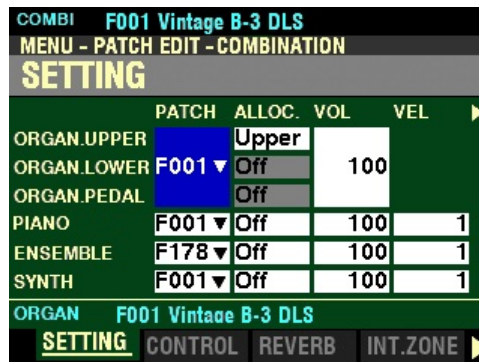 COMBI F001 Vintage B-3 DLS
MENU - PATCH EDIT - COMBINATION
SETTING
PATCH ALLOC. VOL VEL
ORGAN.UPPER Upper
ORGAN.LOWER F001 ▼ Off 100
ORGAN.PEDAL Off
PIANO F001 ▼ Off 100 1
ENSEMBLE F178 ▼ Off 100 1
SYNTH F001 ▼ Off 100 1
ORGAN F001 Vintage B-3 DLS
SETTING CONTROL REVERB INT.ZONE